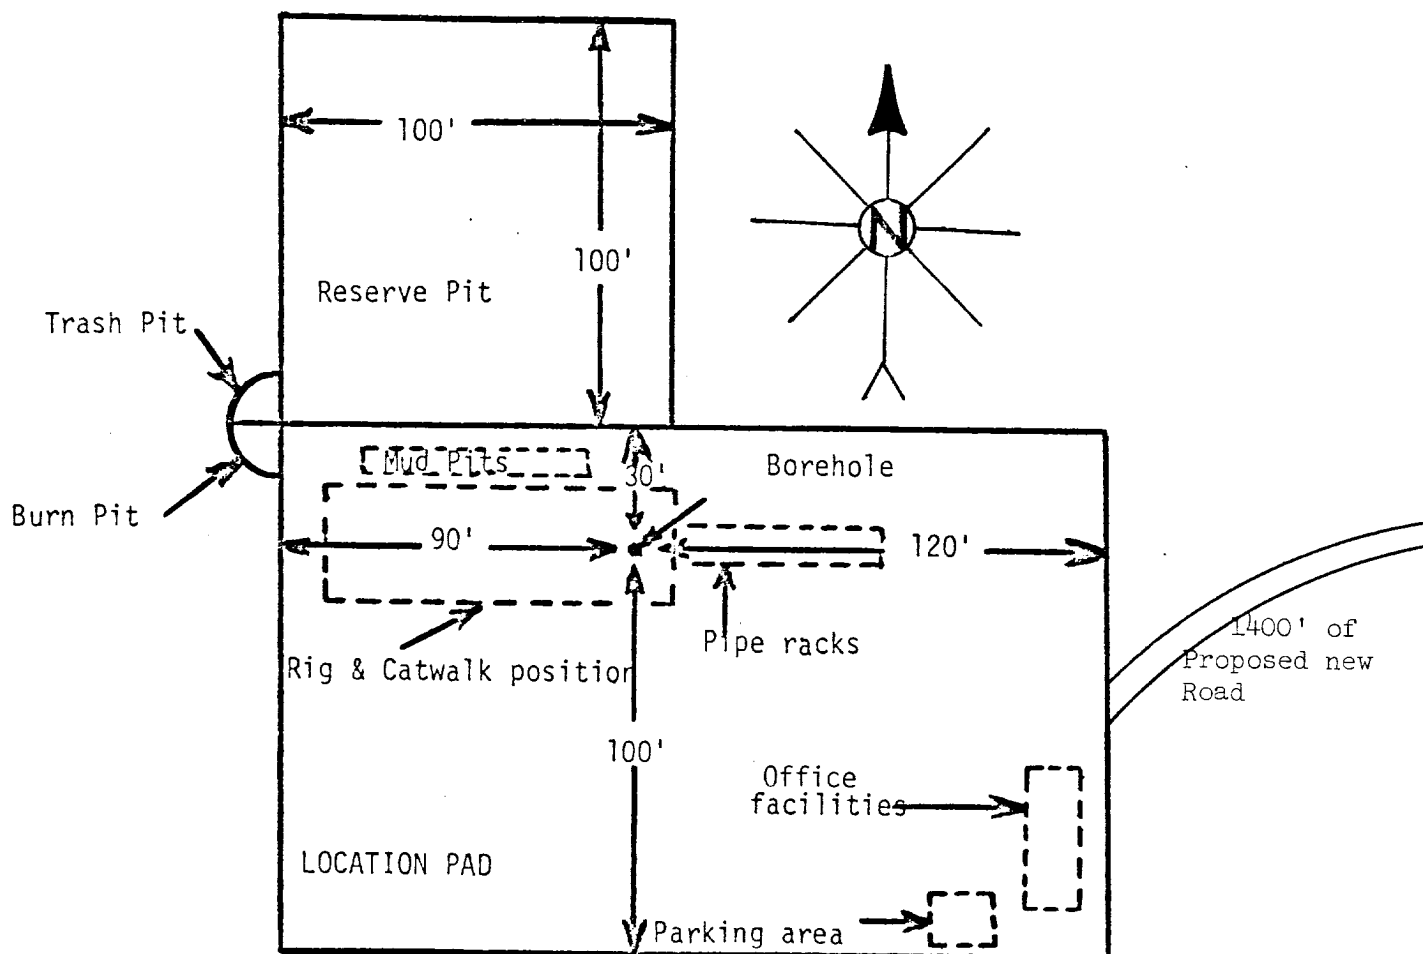 100'
N
100'
Reserve Pit
Trash Pit
Mud Pits
30'
Borehole
Burn Pit
90'
120'
Pipe racks
1400' of
Proposed new
Road
Rig & Catwalk position
100'
Office
facilities
LOCATION PAD
Parking area